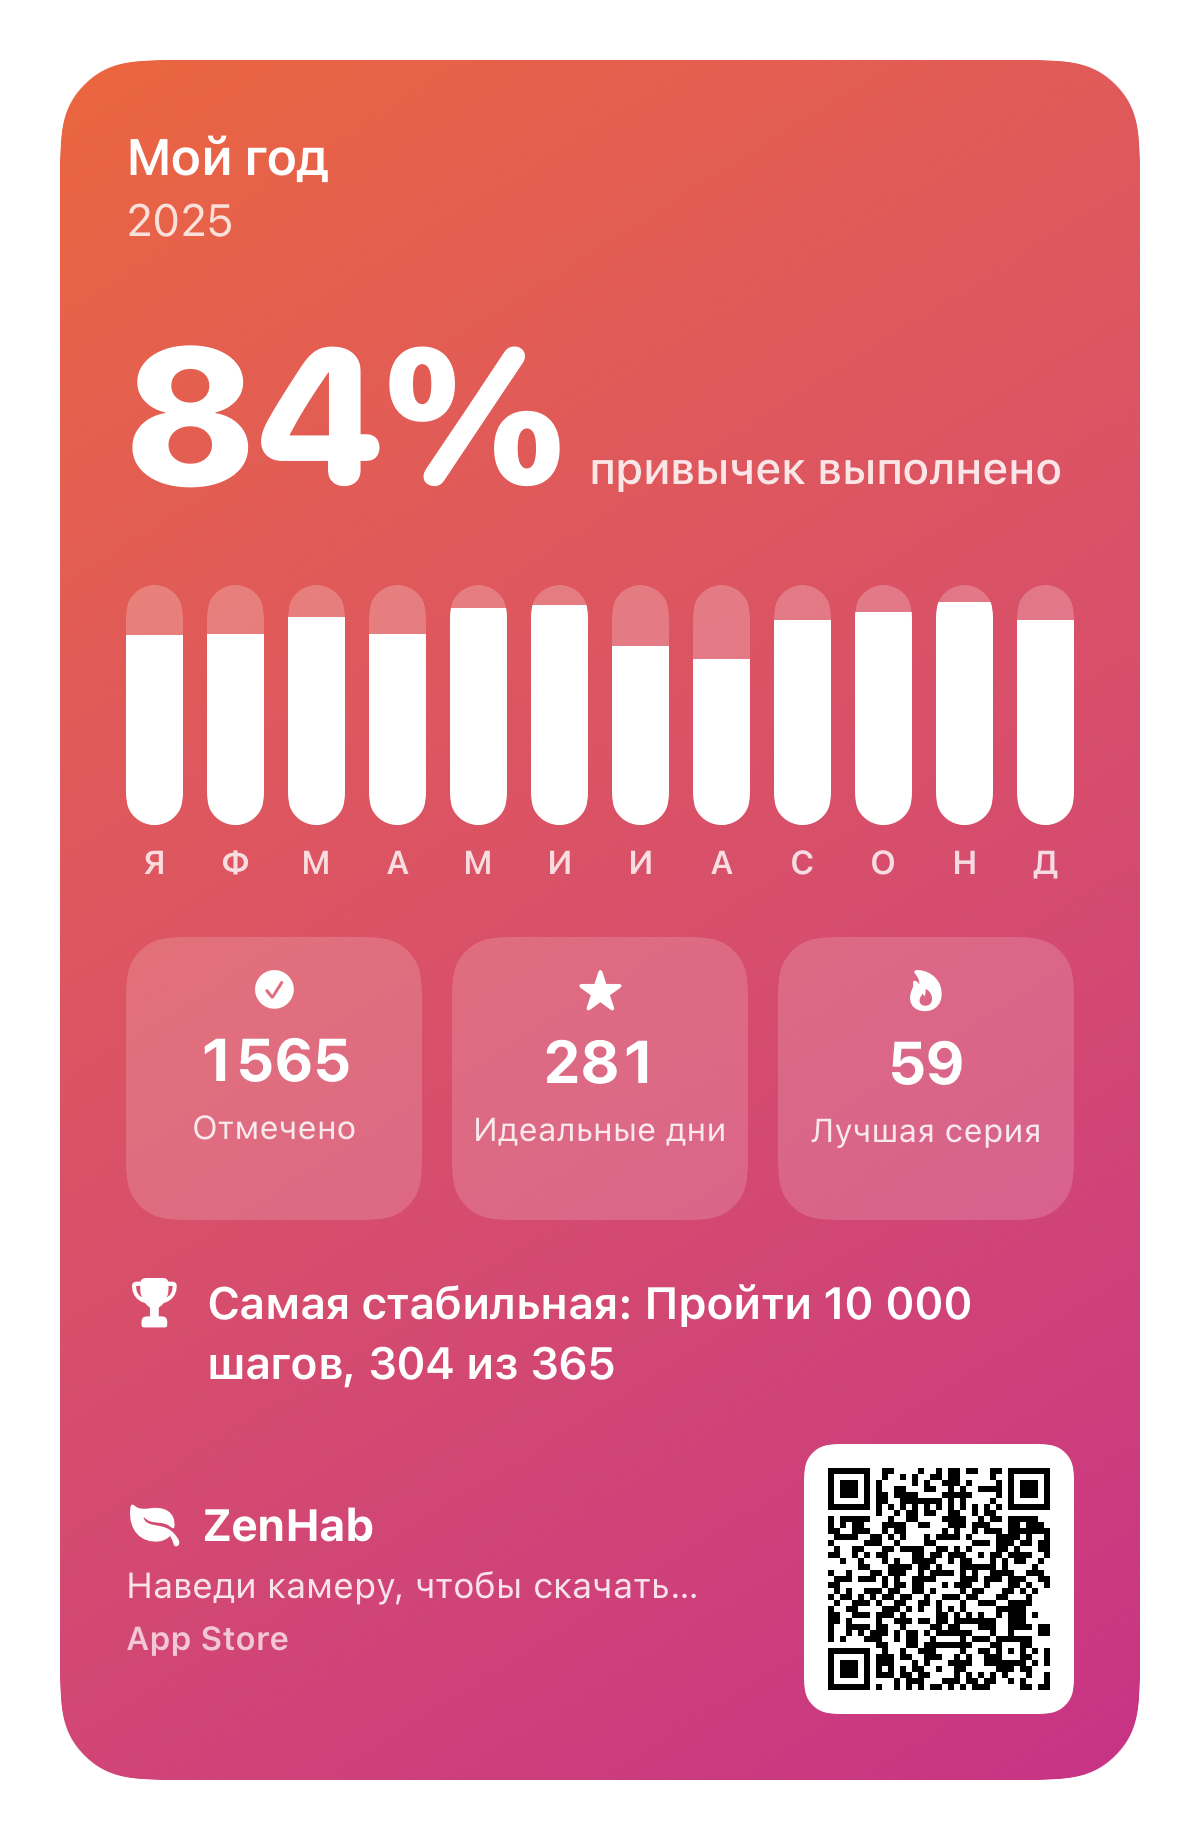 Мой год
2025
84% привычек выполнено
Я Ф М А М И И А С О Н Д
1565 281 59
Отмечено Идеальные дни Лучшая серия
Самая стабильная: Пройти 10 000
шагов, 304 из 365
ZenHab
Наведи камеру, чтобы скачать...
App Store